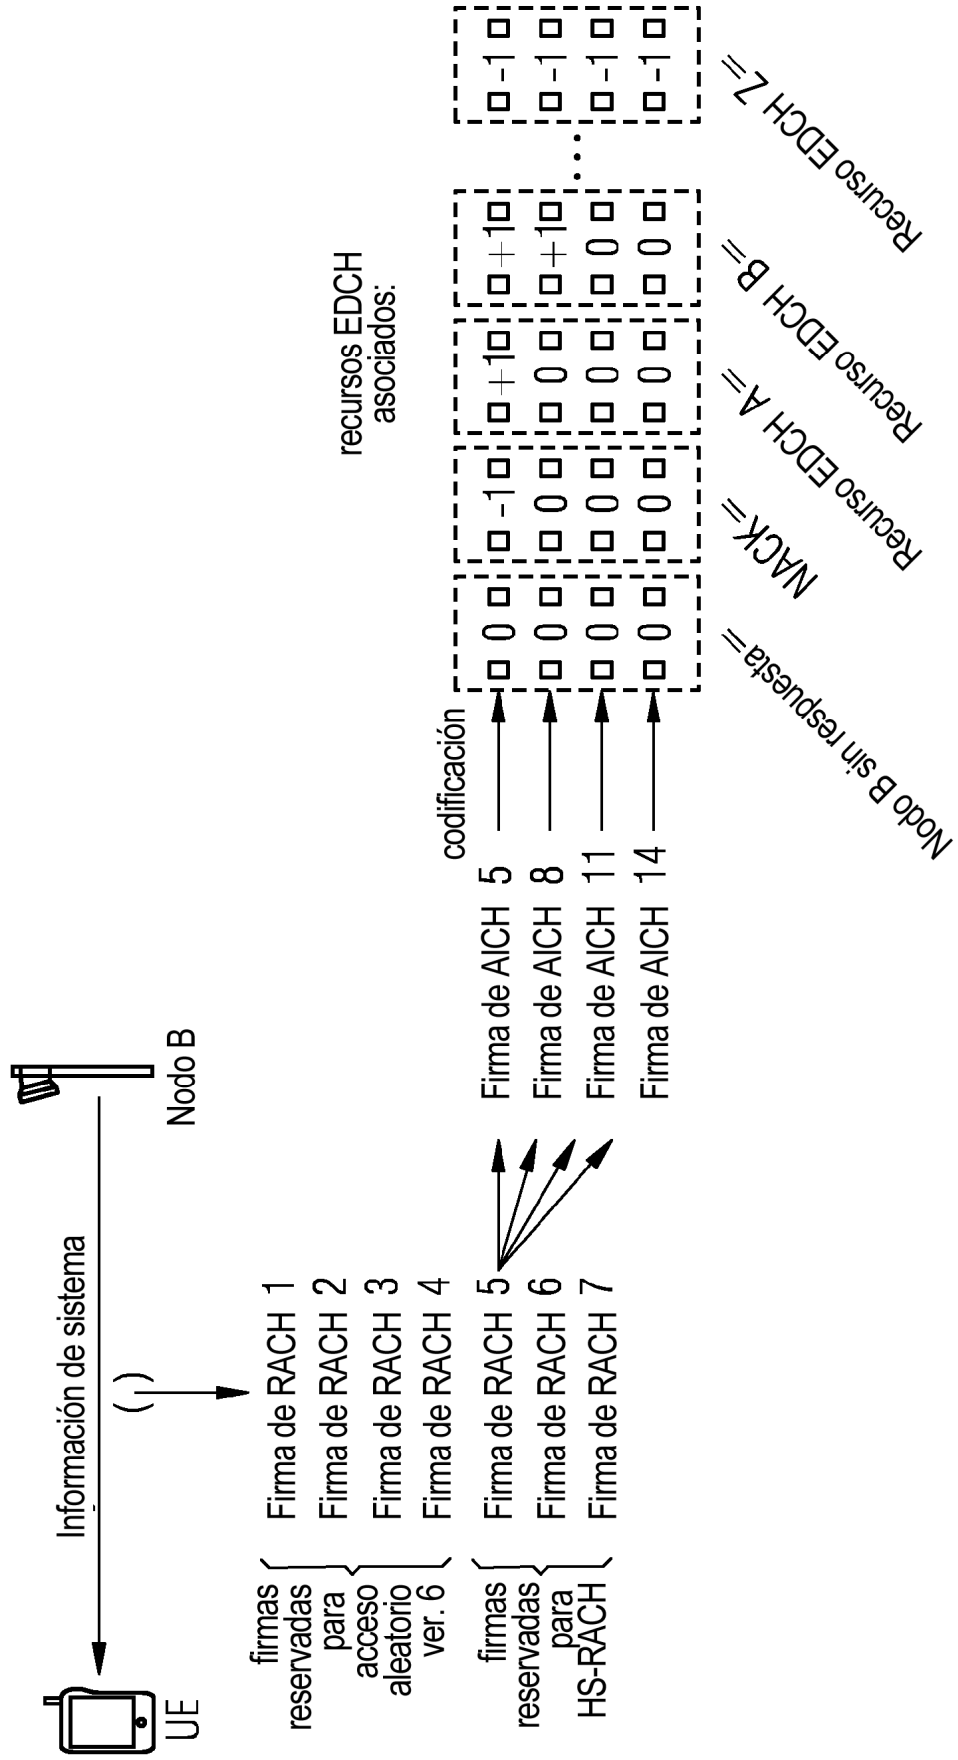 Información de sistema
UE
Nodo B
( )
firmas
reservadas
para
acceso
aleatorio
ver. 6
Firma de RACH 1
Firma de RACH 2
Firma de RACH 3
Firma de RACH 4
firmas
reservadas
para
HS-RACH
Firma de RACH 5
Firma de RACH 6
Firma de RACH 7
codificación
recursos EDCH
asociados:
Firma de AICH 5
Firma de AICH 8
Firma de AICH 11
Firma de AICH 14
0 -1 +1 +1 ... -1
0 0 0 +1 -1
0 0 0 0 -1
0 0 0 0 -1
Nodo B sin respuesta=
NACK=
Recurso EDCH A=
Recurso EDCH B=
Recurso EDCH Z=